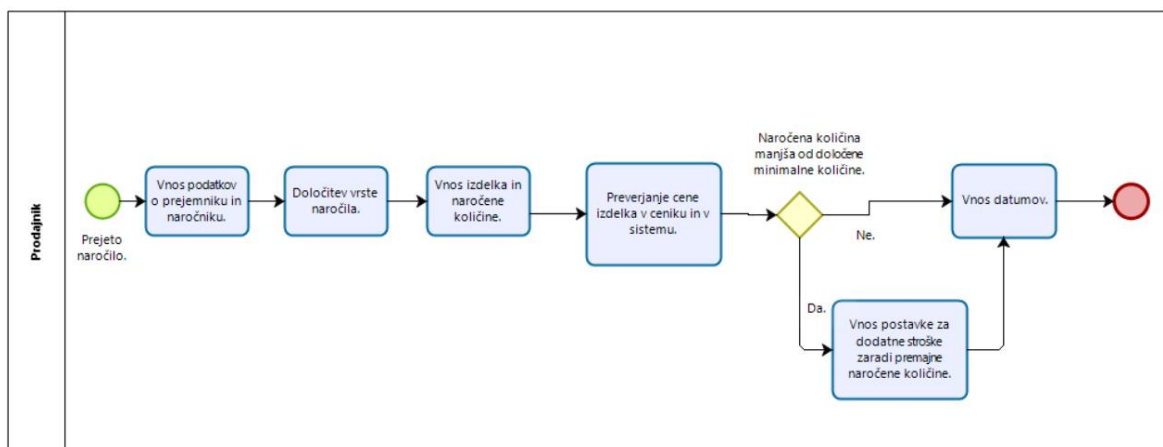 Prodajnik
Prejeto
naročilo.
Vnos podatkov
o prejemniku in
naročniku.
Določitev vrste
naročila.
Vnos izdelka in
naročene
količine.
Preverjanje cene
izdelka v ceniku in v
sistemu.
Naročena količina
manjša od določene
minimalne količine.
Ne.
Da.
Vnos postavke za
dodatne stroške
zaradi premajne
naročene količine.
Vnos datumov.